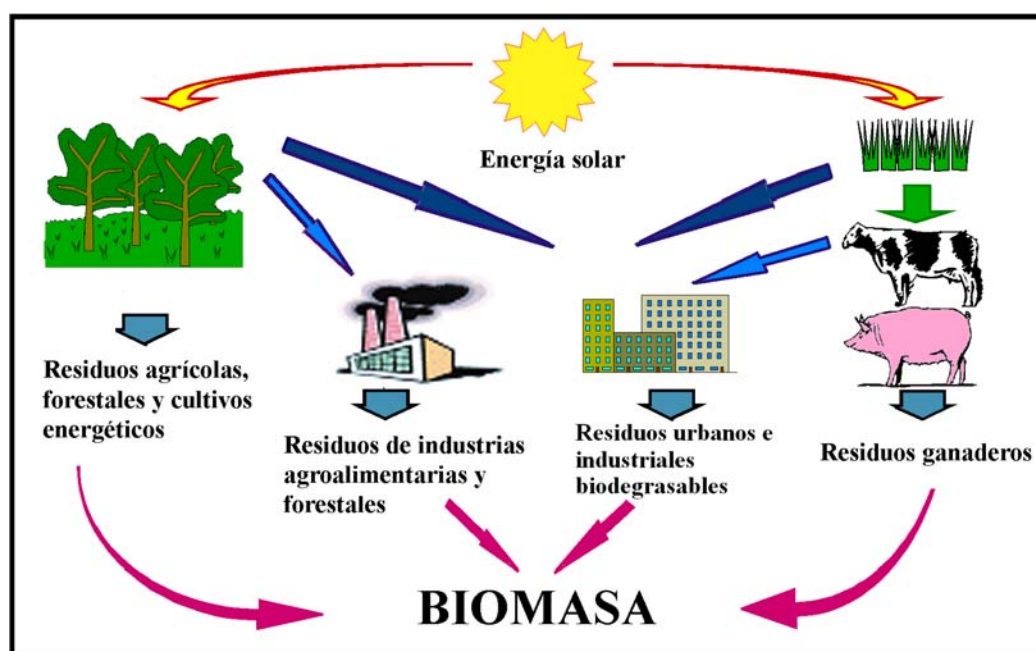 Energía solar
Residuos agrícolas,
forestales y cultivos
energéticos
Residuos de industrias
agroalimentarias y
forestales
Residuos urbanos e
industriales
biodegrasables
Residuos ganaderos
BIOMASA